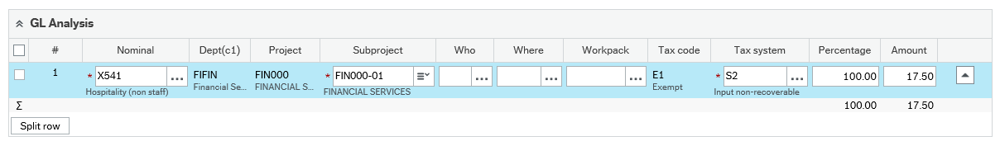 GL Analysis
# Nominal Dept(c1) Project Subproject Who Where Workpack Tax code Tax system Percentage Amount
1 * X541 ... FIFIN FIN000 * FIN000-01 ... ... ... E1 * S2 ... 100.00 17.50
Hospitality (non staff) Financial Se... FINANCIAL S... FINANCIAL SERVICES Exempt Input non-recoverable
Σ 100.00 17.50
Split row